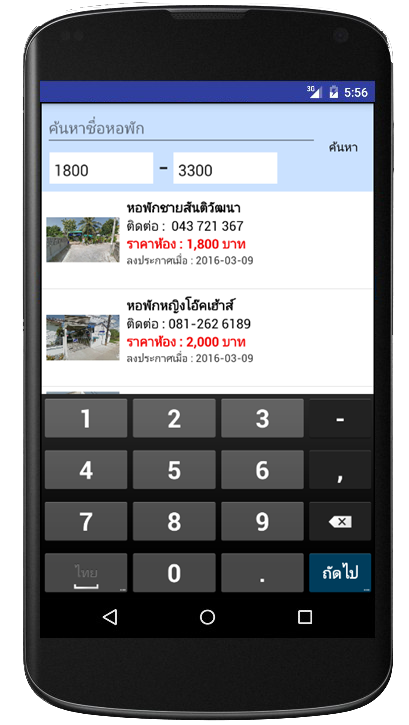 3G 5:56
ค้นหาชื่อหอพัก
ค้นหา
1800 - 3300
หอพักชายสันติวัฒนา
ติดต่อ : 043 721 367
ราคาห้อง : 1,800 บาท
ลงประกาศเมื่อ : 2016-03-09
หอพักหญิงโอ๊คเฮ้าส์
ติดต่อ : 081-262 6189
ราคาห้อง : 2,000 บาท
ลงประกาศเมื่อ : 2016-03-09
1 2 3 -
4 5 6 ,
7 8 9
ไทย 0 . ถัดไป